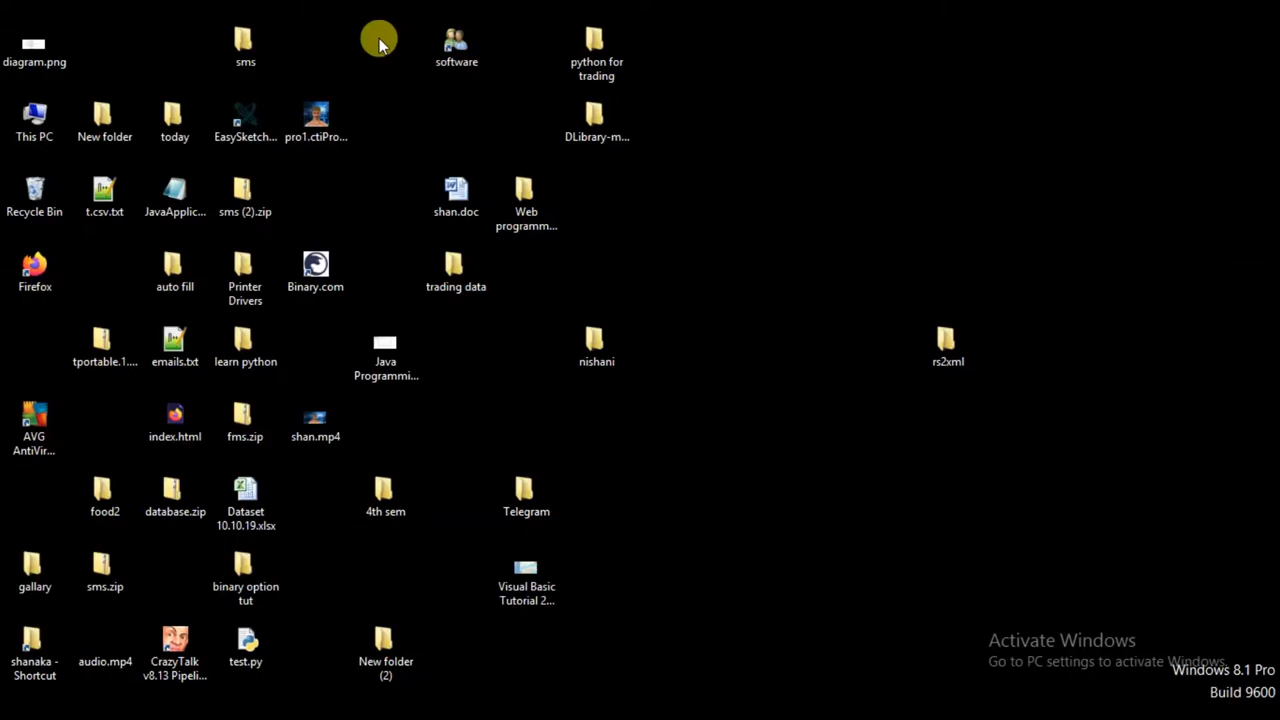 diagram.png
sms
software
python for
trading
This PC
New folder
today
EasySketch...
pro1.ctiPro...
DLibrary-m...
Recycle Bin
t.csv.txt
JavaApplic...
sms (2).zip
shan.doc
Web
programm...
Firefox
auto fill
Printer
Drivers
Binary.com
trading data
tportable.1....
emails.txt
learn python
Java
Programmi...
nishani
rs2xml
AVG
AntiVir...
index.html
fms.zip
shan.mp4
food2
database.zip
Dataset
10.10.19.xlsx
4th sem
Telegram
gallary
sms.zip
binary option
tut
Visual Basic
Tutorial 2...
shanaka -
Shortcut
audio.mp4
CrazyTalk
v8.13 Pipeli...
test.py
New folder
(2)
Activate Windows
Go to PC settings to activate Windows.
Windows 8.1 Pro
Build 9600